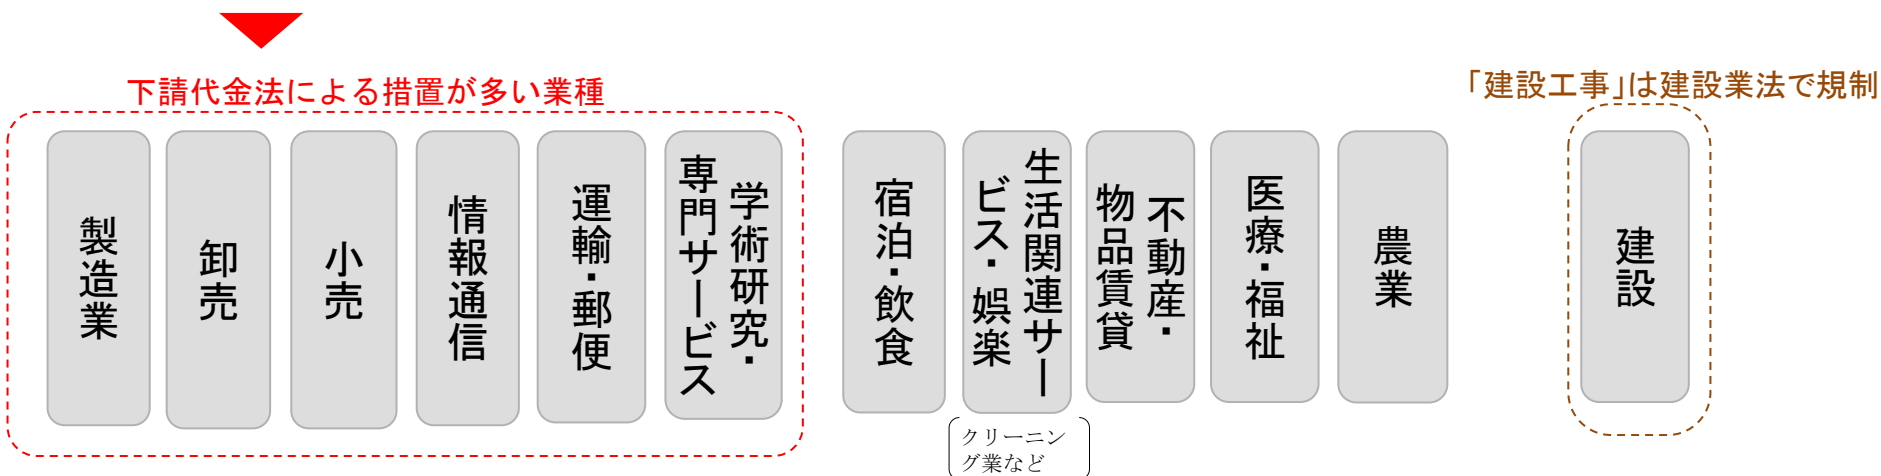 下請代金法による措置が多い業種
「建設工事」は建設業法で規制
製造業
卸売
小売
情報通信
運輸・郵便
学術研究・
専門サービス
宿泊・飲食
生活関連サー
ビス・娯楽
不動産・
物品賃貸
医療・福祉
農業
建設
クリーニン
グ業など